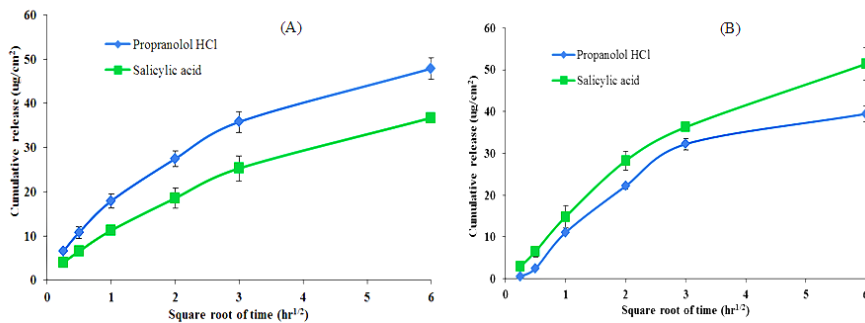 (A)
Propranolol HCl
Salicylic acid
Cumulative release (ug/cm²)
60
50
40
30
20
10
0
0 1 2 3 4 5 6
Square root of time (hr¹/²)
(B)
Propanolol HCl
Salicylic acid
Cumulative release (ug/cm²)
60
50
40
30
20
10
0
0 1 2 3 4 5 6
Square root of time (hr¹/²)